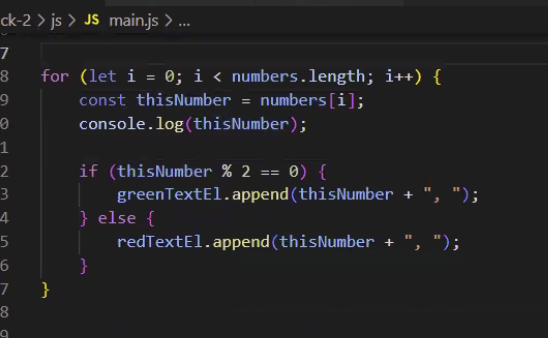 ck-2 > js > JS main.js > ...
7
8 for (let i = 0; i < numbers.length; i++) {
9 const thisNumber = numbers[i];
0 console.log(thisNumber);
1
2 if (thisNumber % 2 == 0) {
3 greenTextEl.append(thisNumber + ", ");
4 } else {
5 redTextEl.append(thisNumber + ", ");
6 }
7 }
8
9